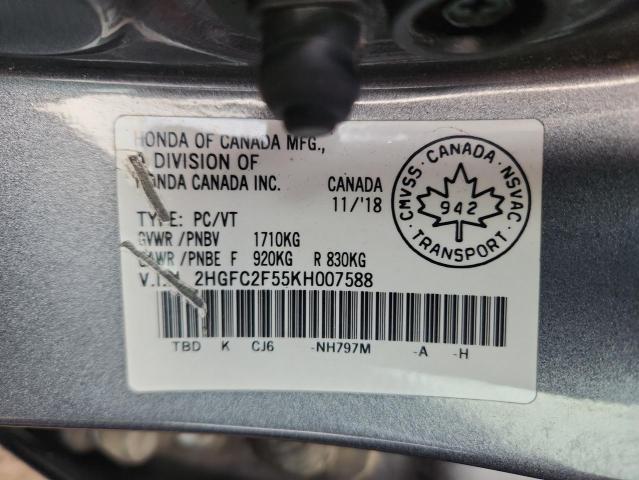 HONDA OF CANADA MFG.,
A DIVISION OF
HONDA CANADA INC. CANADA
11/'18
TYPE: PC/VT
GVWR /PNBV 1710KG
GAWR /PNBE F 920KG R 830KG
V.I.N. 2HGFC2F55KH007588
TBD K CJ6 -NH797M -A -H
CMVSS · CANADA · NSVAC
942
TRANSPORT